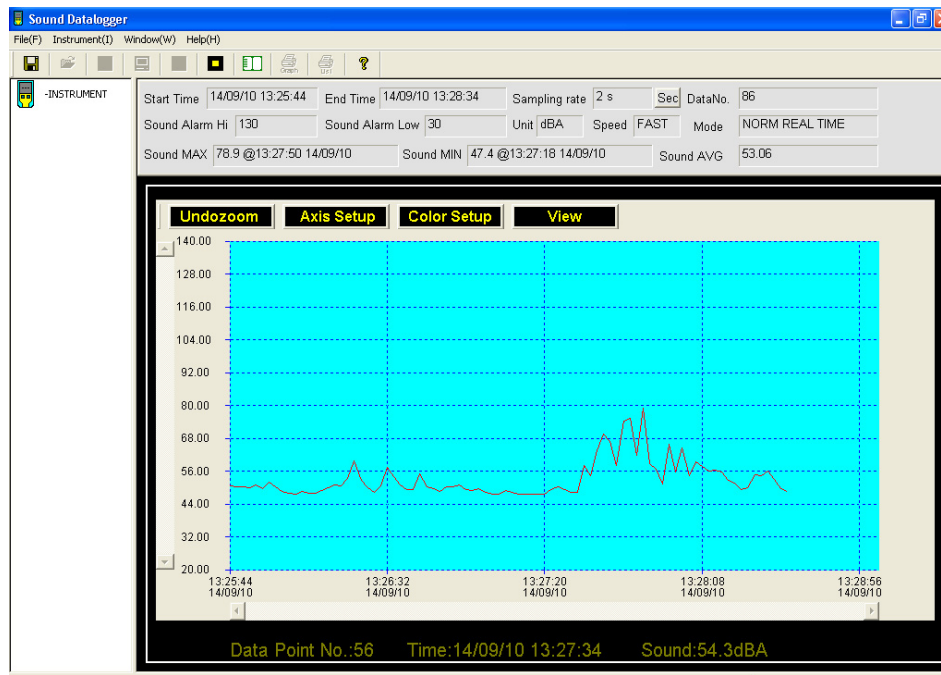 Sound Datalogger
File(F) Instrument(I) Window(W) Help(H)
Graph List
-INSTRUMENT
Start Time 14/09/10 13:25:44 End Time 14/09/10 13:28:34 Sampling rate 2 s Sec DataNo. 86
Sound Alarm Hi 130 Sound Alarm Low 30 Unit dBA Speed FAST Mode NORM REAL TIME
Sound MAX 78.9 @13:27:50 14/09/10 Sound MIN 47.4 @13:27:18 14/09/10 Sound AVG 53.06
Undozoom Axis Setup Color Setup View
140.00
128.00
116.00
104.00
92.00
80.00
68.00
56.00
44.00
32.00
20.00
13:25:44 13:26:32 13:27:20 13:28:08 13:28:56
14/09/10 14/09/10 14/09/10 14/09/10 14/09/10
Data Point No.:56 Time:14/09/10 13:27:34 Sound:54.3dBA